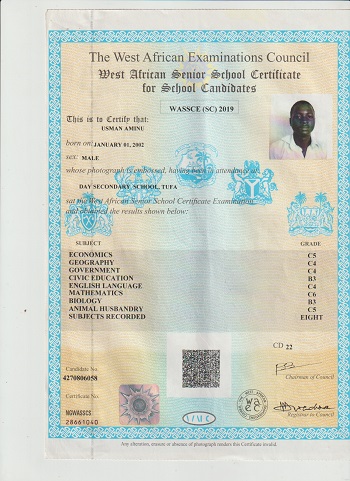 The West African Examinations Council
West African Senior School Certificate
for School Candidates
WASSCE (SC) 2019
This is to Certify that:
USMAN AMINU
born on: JANUARY 01, 2002
sex: MALE
whose photograph is embossed, having been in attendance at:
DAY SECONDARY SCHOOL, TUFA
sat the West African Senior School Certificate Examination
and obtained the results shown below:
SUBJECT GRADE
ECONOMICS C5
GEOGRAPHY C4
GOVERNMENT C4
CIVIC EDUCATION B3
ENGLISH LANGUAGE C4
MATHEMATICS C6
BIOLOGY B3
ANIMAL HUSBANDRY C5
SUBJECTS RECORDED EIGHT
CD 22
Candidate No.
4270806058
Chairman of Council
Certificate No.
NGWASSCS
28661040
Registrar to Council
Any alteration, erasure or absence of photograph renders this Certificate invalid.